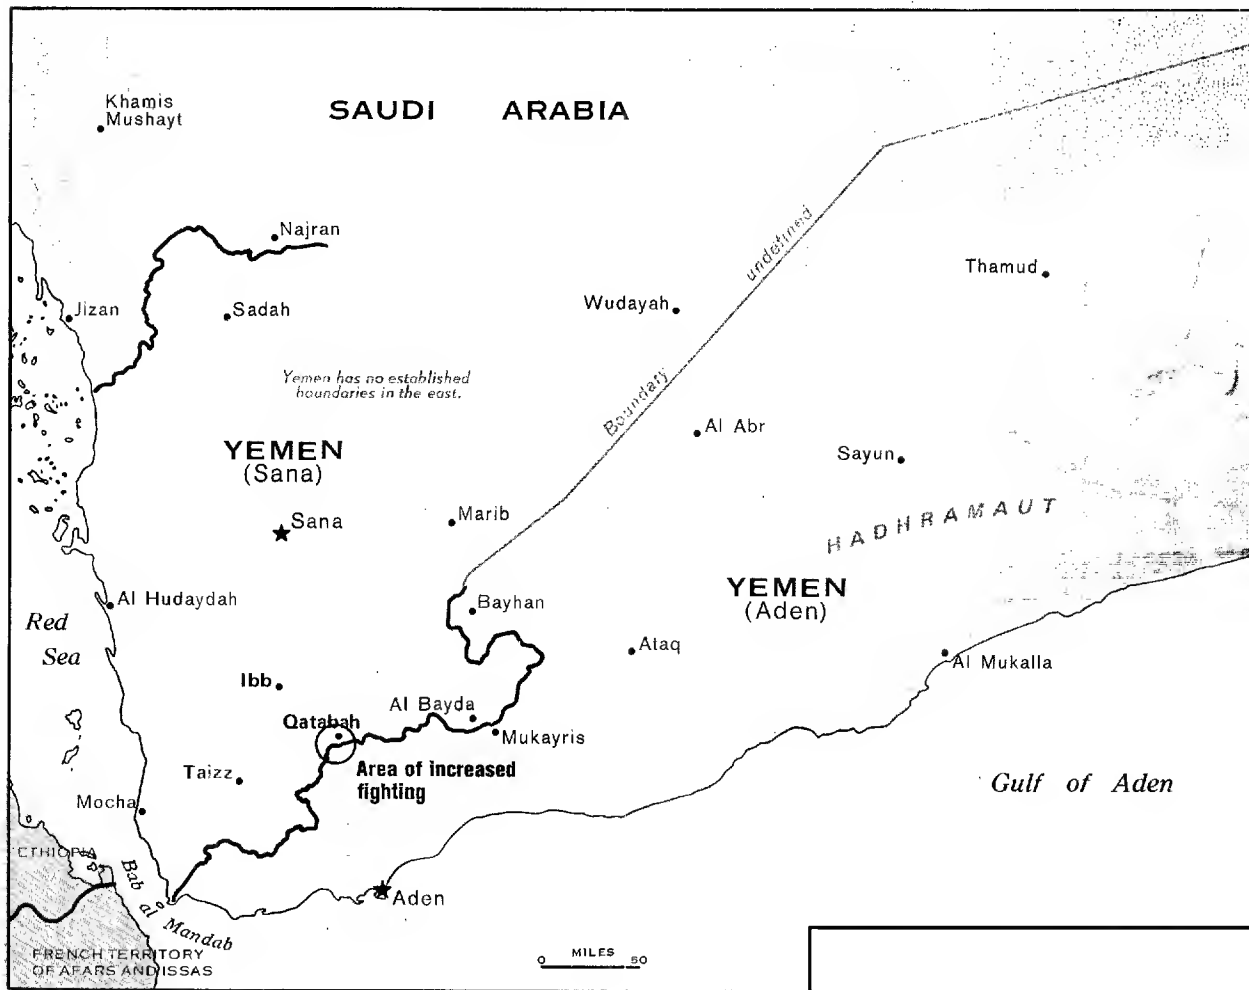 Khamis
Mushayt
SAUDI ARABIA
Najran
undefined
Thamud
Jizan
Sadah
Wudayah
Yemen has no established
boundaries in the east.
Boundary
YEMEN
(Sana)
Al Abr
Sayun
Sana
Marib
HADHRAMAUT
YEMEN
(Aden)
Al Hudaydah
Bayhan
Red
Sea
Ataq
Al Mukalla
Ibb
Al Bayda
Qatabah
Mukayris
Area of increased
fighting
Taizz
Gulf of Aden
Mocha
ETHIOPIA
Bab
al Mandab
Aden
FRENCH TERRITORY
OF AFARS AND ISSAS
0 MILES 50